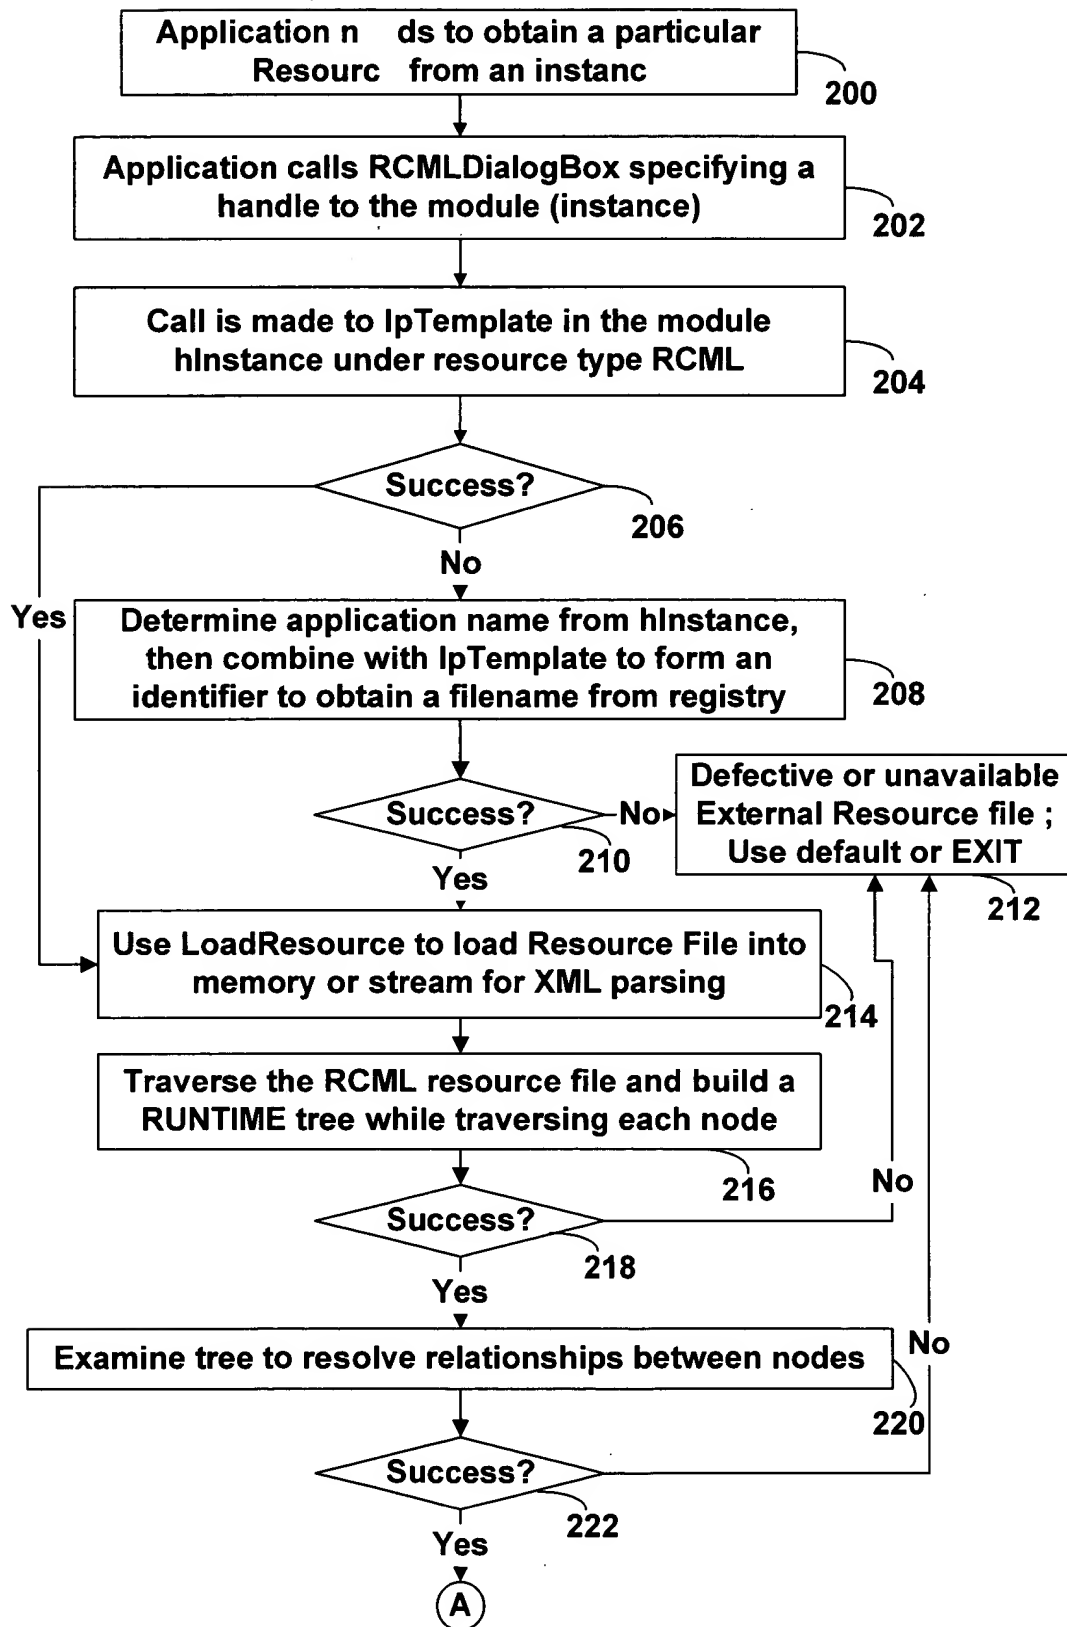 Application n ds to obtain a particular
Resourc from an instanc
200
Application calls RCMLDialogBox specifying a
handle to the module (instance)
202
Call is made to lpTemplate in the module
hInstance under resource type RCML
204
Success?
206
No
Yes
Determine application name from hInstance,
then combine with lpTemplate to form an
identifier to obtain a filename from registry
208
Success?
210
No
Defective or unavailable
External Resource file ;
Use default or EXIT
212
Yes
Use LoadResource to load Resource File into
memory or stream for XML parsing
214
Traverse the RCML resource file and build a
RUNTIME tree while traversing each node
216
No
Success?
218
Yes
Examine tree to resolve relationships between nodes
No
220
Success?
222
Yes
A